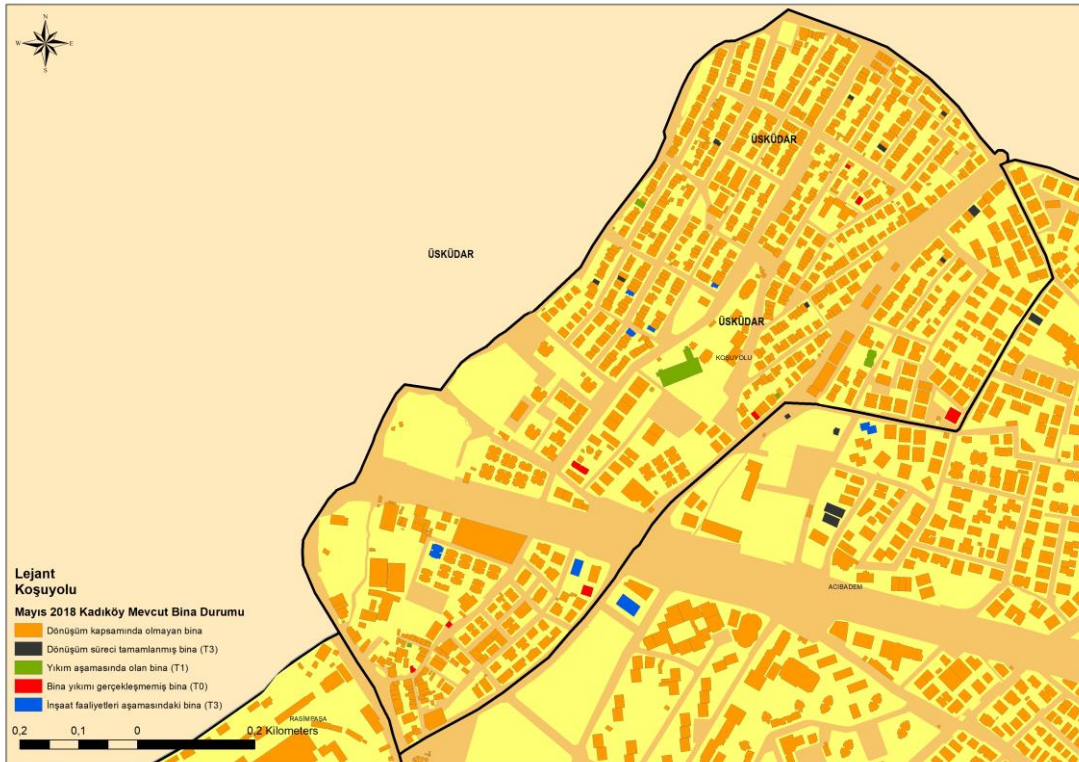 N
W E
S
ÜSKÜDAR
ÜSKÜDAR
ÜSKÜDAR
KOŞUYOLU
ACIBADEM
RASİMPAŞA
Lejant
Koşuyolu
Mayıs 2018 Kadıköy Mevcut Bina Durumu
Dönüşüm kapsamında olmayan bina
Dönüşüm süreci tamamlanmış bina (T3)
Yıkım aşamasında olan bina (T1)
Bina yıkımı gerçekleşmemiş bina (T0)
İnşaat faaliyetleri aşamasındaki bina (T3)
0,2 0,1 0 0,2 Kilometers